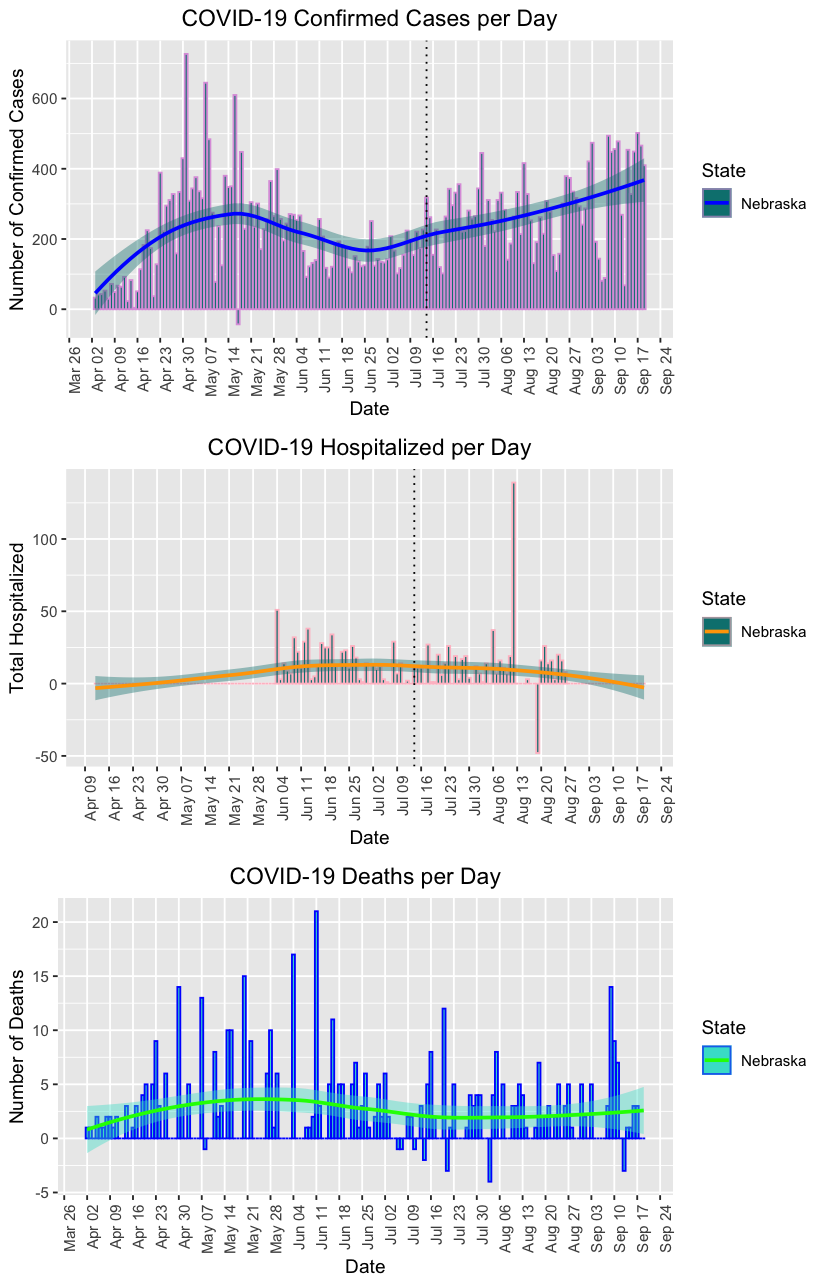 COVID-19 Confirmed Cases per Day
Number of Confirmed Cases
600
400
200
0
Mar 26 Apr 02 Apr 09 Apr 16 Apr 23 Apr 30 May 07 May 14 May 21 May 28 Jun 04 Jun 11 Jun 18 Jun 25 Jul 02 Jul 09 Jul 16 Jul 23 Jul 30 Aug 06 Aug 13 Aug 20 Aug 27 Sep 03 Sep 10 Sep 17 Sep 24
Date
State
Nebraska
COVID-19 Hospitalized per Day
Total Hospitalized
100
50
0
-50
Apr 09 Apr 16 Apr 23 Apr 30 May 07 May 14 May 21 May 28 Jun 04 Jun 11 Jun 18 Jun 25 Jul 02 Jul 09 Jul 16 Jul 23 Jul 30 Aug 06 Aug 13 Aug 20 Aug 27 Sep 03 Sep 10 Sep 17 Sep 24
Date
State
Nebraska
COVID-19 Deaths per Day
Number of Deaths
20
15
10
5
0
-5
Mar 26 Apr 02 Apr 09 Apr 16 Apr 23 Apr 30 May 07 May 14 May 21 May 28 Jun 04 Jun 11 Jun 18 Jun 25 Jul 02 Jul 09 Jul 16 Jul 23 Jul 30 Aug 06 Aug 13 Aug 20 Aug 27 Sep 03 Sep 10 Sep 17 Sep 24
Date
State
Nebraska